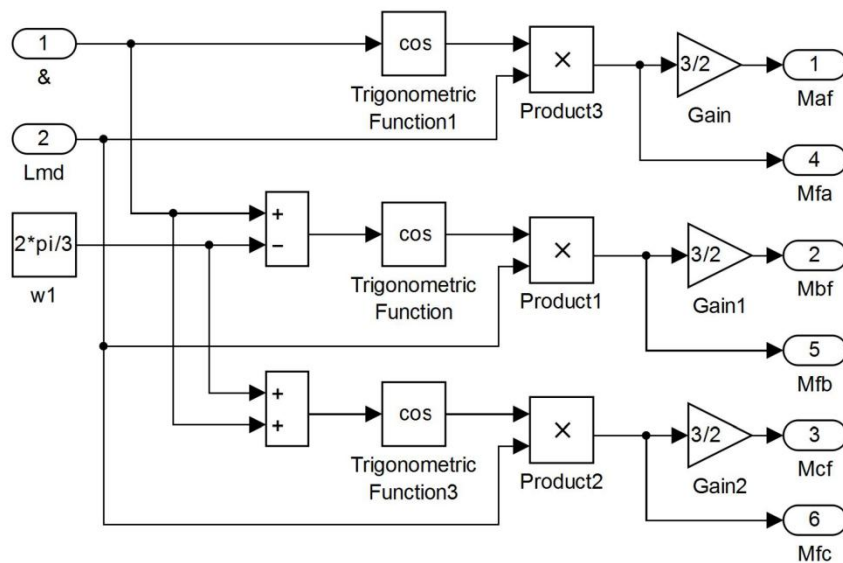 1
&
cos
Trigonometric
Function1
×
Product3
3/2
Gain
1
Maf
2
Lmd
4
Mfa
2*pi/3
w1
+
−
cos
Trigonometric
Function
×
Product1
3/2
Gain1
2
Mbf
5
Mfb
+
+
cos
Trigonometric
Function3
×
Product2
3/2
Gain2
3
Mcf
6
Mfc